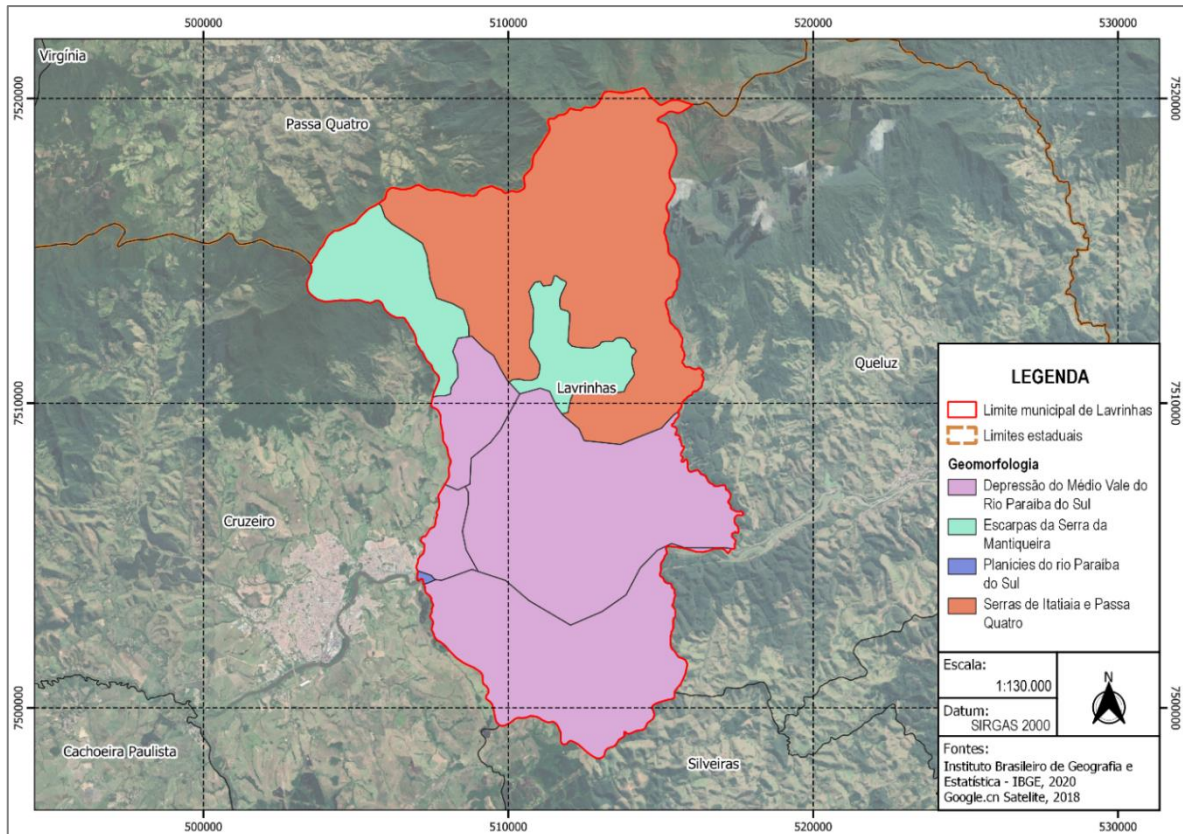 500000
510000
520000
530000
Virgínia
7520000
7520000
Passa Quatro
Queluz
Lavrinhas
7510000
7510000
Cruzeiro
7500000
7500000
Cachoeira Paulista
Silveiras
LEGENDA
Limite municipal de Lavrinhas
Limites estaduais
Geomorfologia
Depressão do Médio Vale do
Rio Paraiba do Sul
Escarpas da Serra da
Mantiqueira
Planicies do rio Paraiba
do Sul
Serras de Itatiaia e Passa
Quatro
Escala:
1:130.000
N
Datum:
SIRGAS 2000
Fontes:
Instituto Brasileiro de Geografia e
Estatística - IBGE, 2020
Google.cn Satelite, 2018
500000
510000
520000
530000